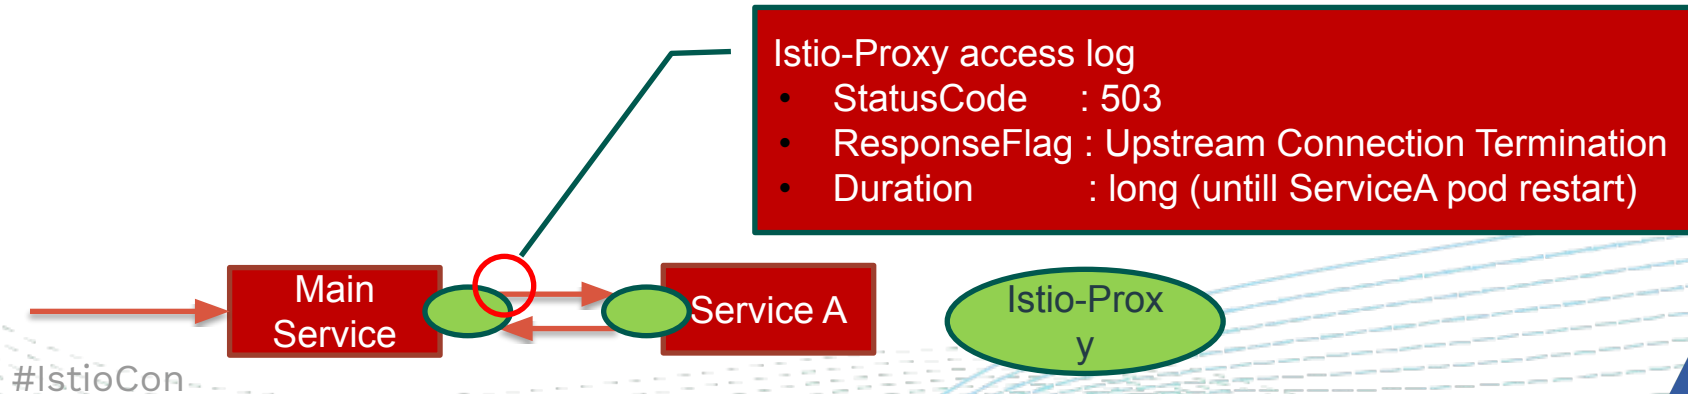 Istio-Proxy access log
• StatusCode : 503
• ResponseFlag : Upstream Connection Termination
• Duration : long (untill ServiceA pod restart)
Main
Service
Service A
Istio-Prox
y
#IstioCon